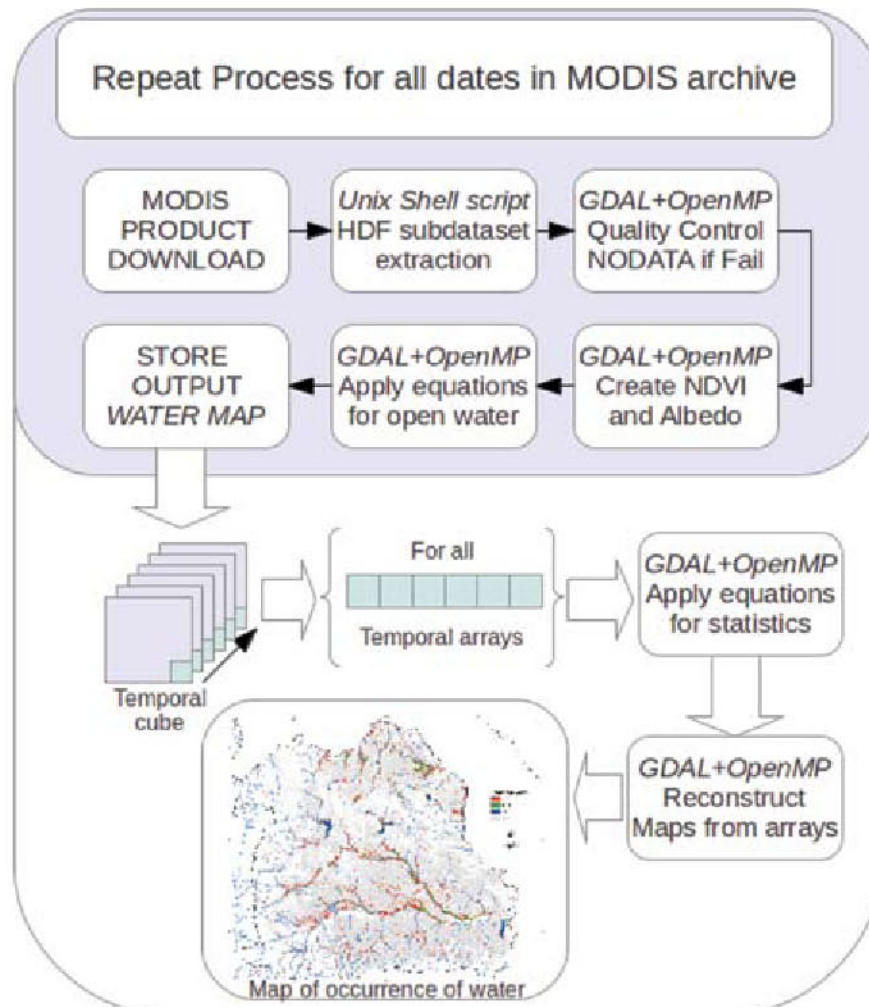 Repeat Process for all dates in MODIS archive
MODIS
PRODUCT
DOWNLOAD
Unix Shell script
HDF subdataset
extraction
GDAL+OpenMP
Quality Control
NODATA if Fail
STORE
OUTPUT
WATER MAP
GDAL+OpenMP
Apply equations
for open water
GDAL+OpenMP
Create NDVI
and Albedo
Temporal
cube
For all
Temporal arrays
GDAL+OpenMP
Apply equations
for statistics
GDAL+OpenMP
Reconstruct
Maps from arrays
Map of occurrence of water